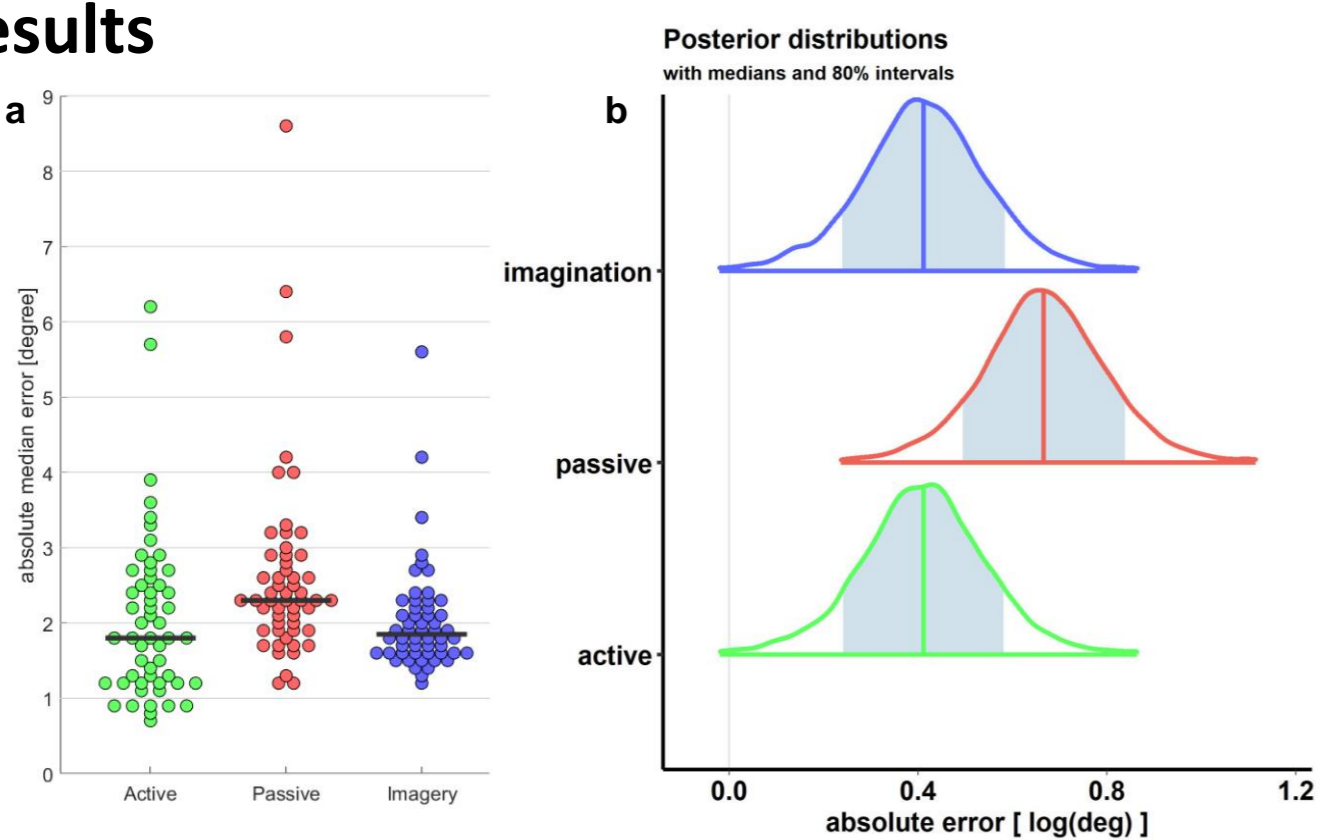 esults
a
9
8
7
6
5
4
3
2
1
0
absolute median error [degree]
Active Passive Imagery
Posterior distributions
with medians and 80% intervals
b
imagination
passive
active
0.0 0.4 0.8 1.2
absolute error [ log(deg) ]